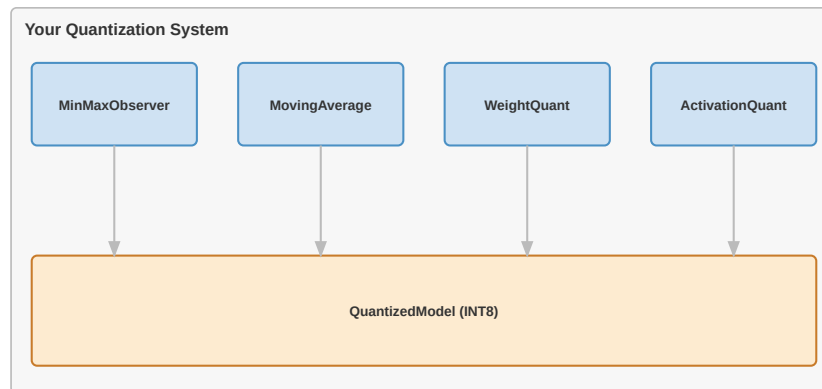 Your Quantization System
MinMaxObserver
MovingAverage
WeightQuant
ActivationQuant
QuantizedModel (INT8)